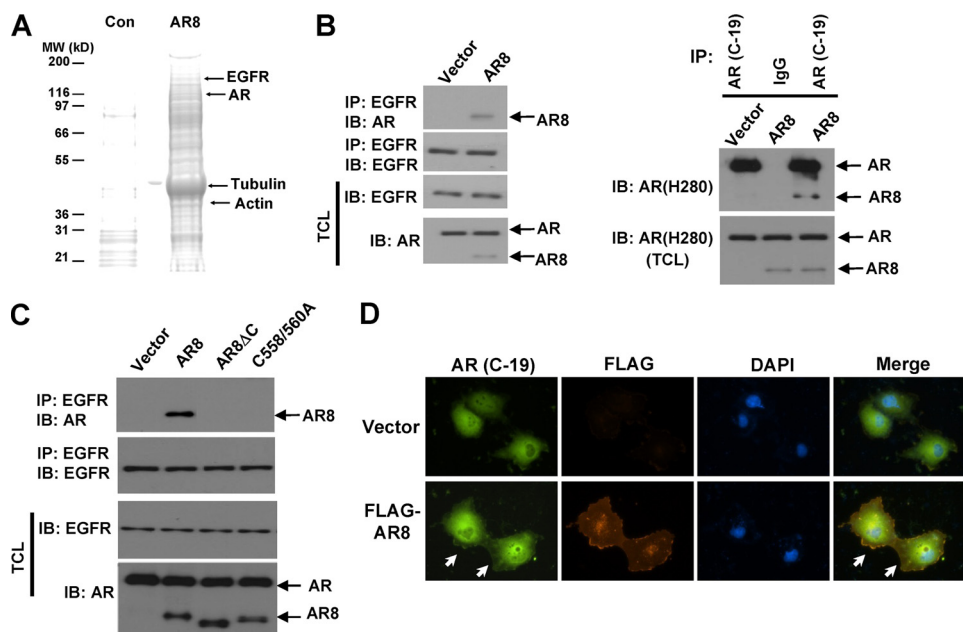 A
Con
AR8
MW (kD)
200
116
97
66
55
36
31
21
EGFR
AR
Tubulin
Actin
B
Vector
AR8
IP: EGFR
IB: AR
AR8
IP: EGFR
IB: EGFR
TCL
IB: EGFR
IB: AR
AR
AR8
IP:
AR (C-19)
IgG
AR (C-19)
Vector
AR8
AR8
IB: AR(H280)
AR
AR8
IB: AR(H280)
(TCL)
AR
AR8
C
Vector
AR8
AR8ΔC
C558/560A
IP: EGFR
IB: AR
AR8
IP: EGFR
IB: EGFR
TCL
IB: EGFR
IB: AR
AR
AR8
D
AR (C-19)
FLAG
DAPI
Merge
Vector
FLAG-
AR8